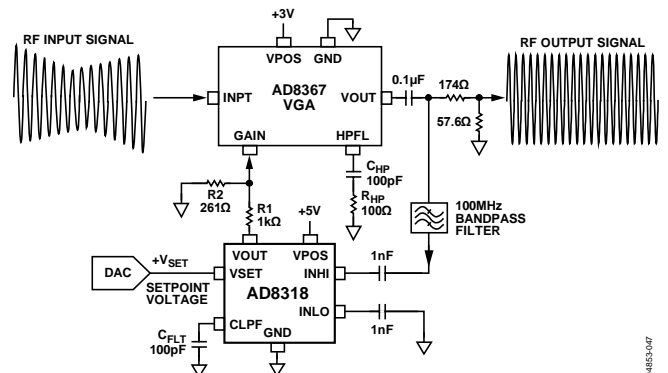 +3V
RF INPUT SIGNAL
RF OUTPUT SIGNAL
VPOS
GND
AD8367
VGA
INPT
VOUT
GAIN
HPFL
0.1µF
174Ω
57.6Ω
R2
261Ω
R1
1kΩ
CHP
100pF
RHP
100Ω
+5V
100MHz
BANDPASS
FILTER
DAC
+VSET
SETPOINT
VOLTAGE
VOUT
VPOS
VSET
INHI
AD8318
INLO
CLPF
GND
1nF
1nF
CFLT
100pF
04853-047